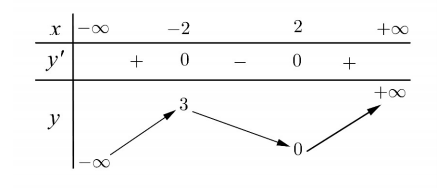 x −∞ −2 2 +∞
y′ + 0 − 0 +
+∞
3
y
0
−∞